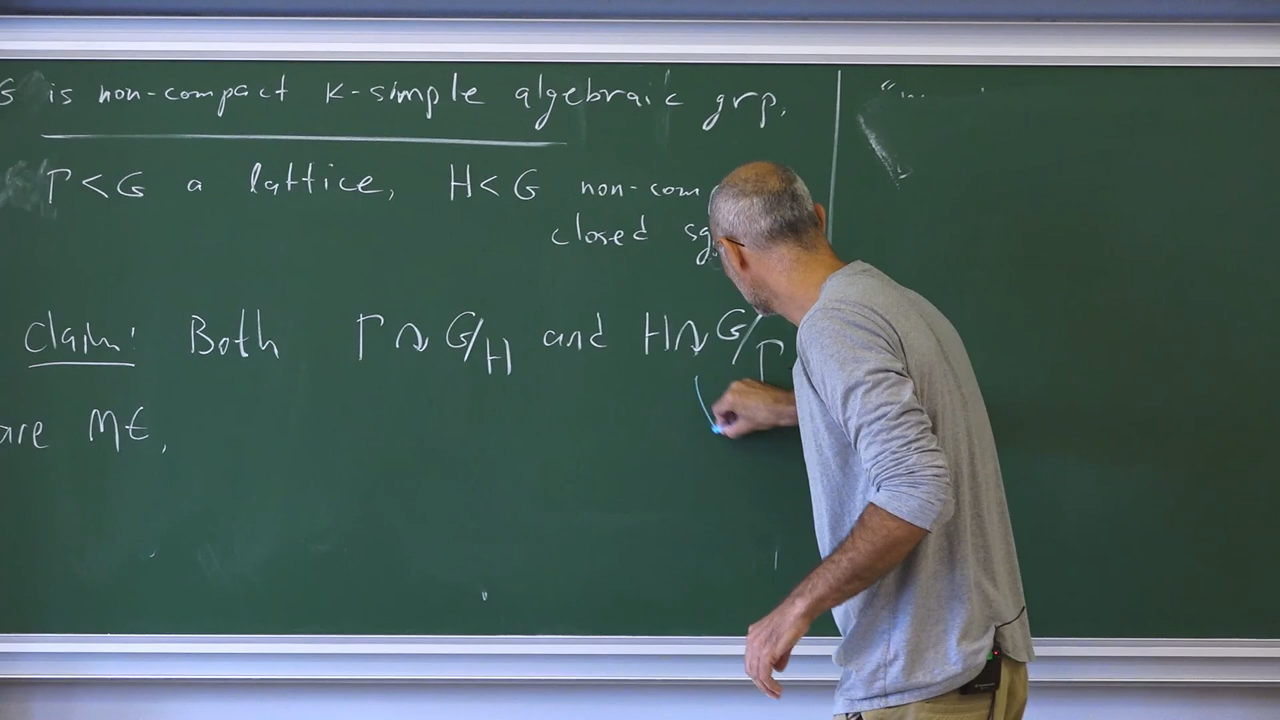 is non-compact k-simple algebraic grp.
Γ<G a lattice, H<G non-com
closed sg.
Claim: Both Γ↷G/H and H↷G/Γ
are ME,